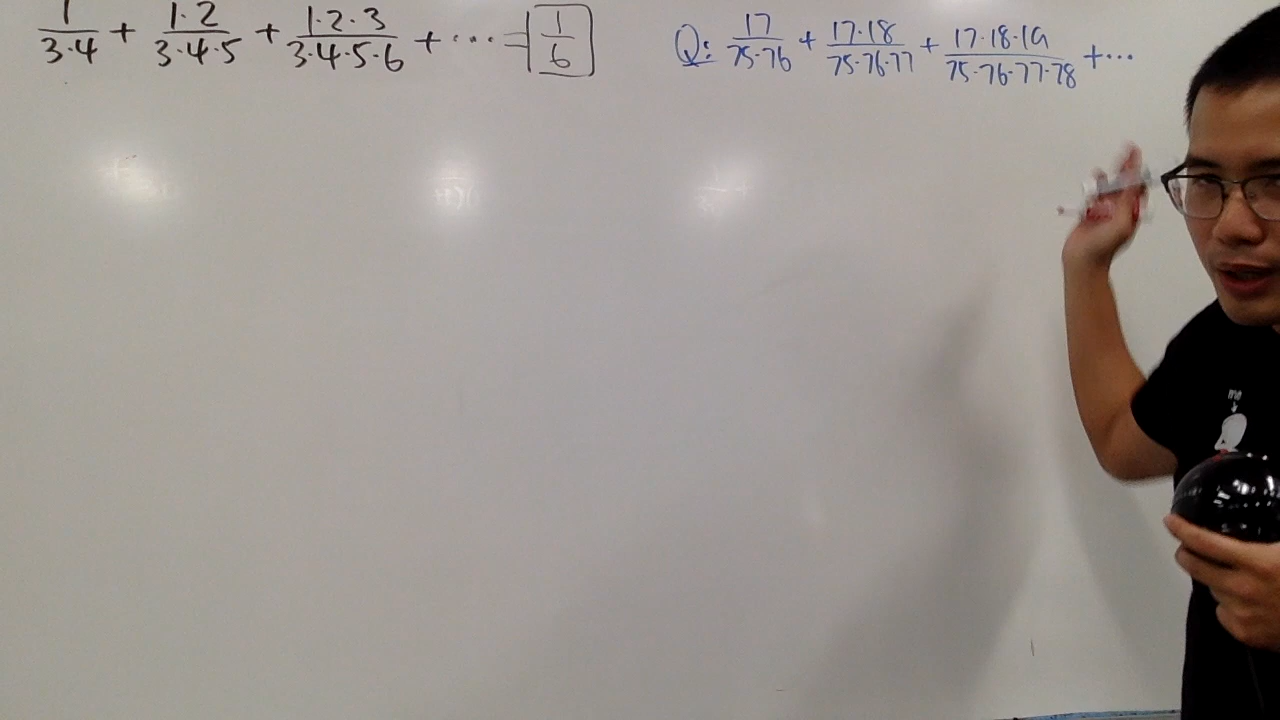 1/(3·4) + (1·2)/(3·4·5) + (1·2·3)/(3·4·5·6) + ··· = 1/6
Q: 17/(75·76) + (17·18)/(75·76·77) + (17·18·19)/(75·76·77·78) + ···
me